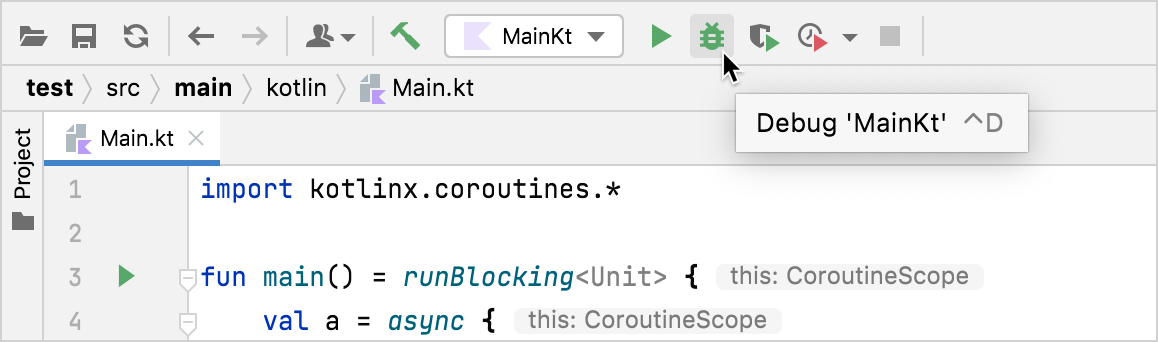 MainKt
test src main kotlin Main.kt
Debug 'MainKt' ^D
Project
Main.kt
1 import kotlinx.coroutines.*
2
3 fun main() = runBlocking<Unit> { this: CoroutineScope
4 val a = async { this: CoroutineScope